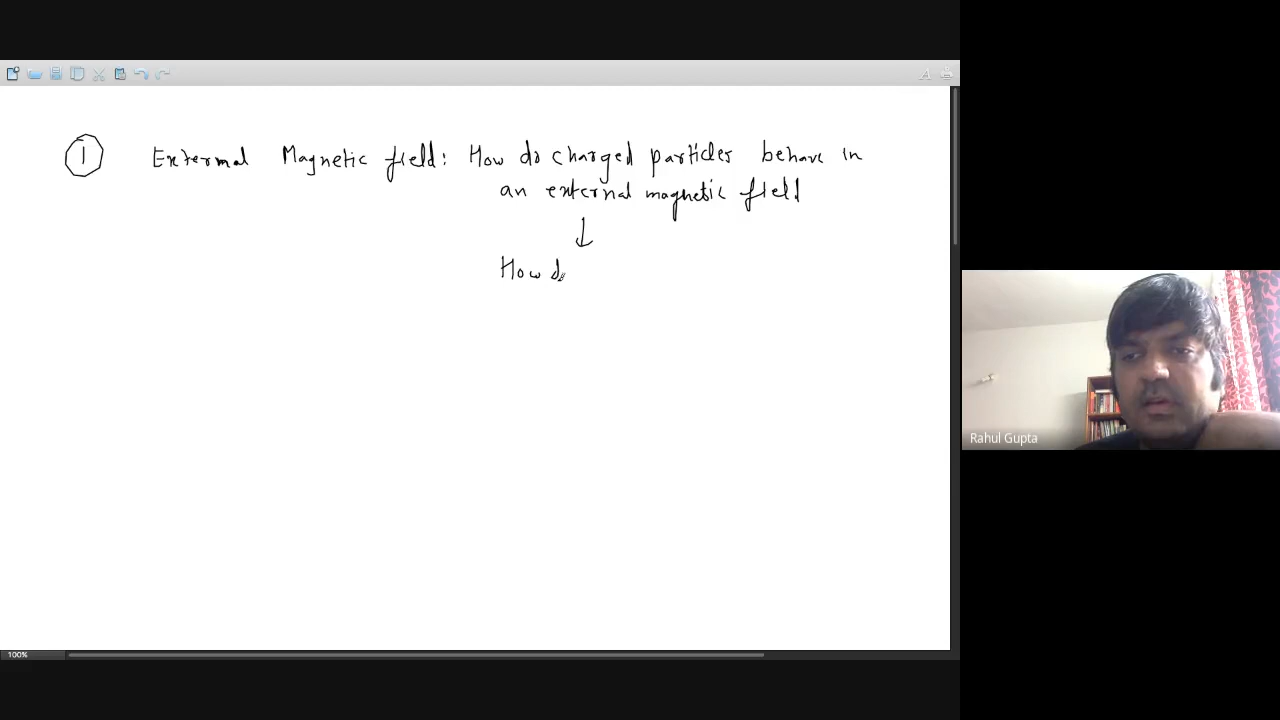 1 External Magnetic field: How do charged particles behave in
an external magnetic field
↓
How d
Rahul Gupta
100%